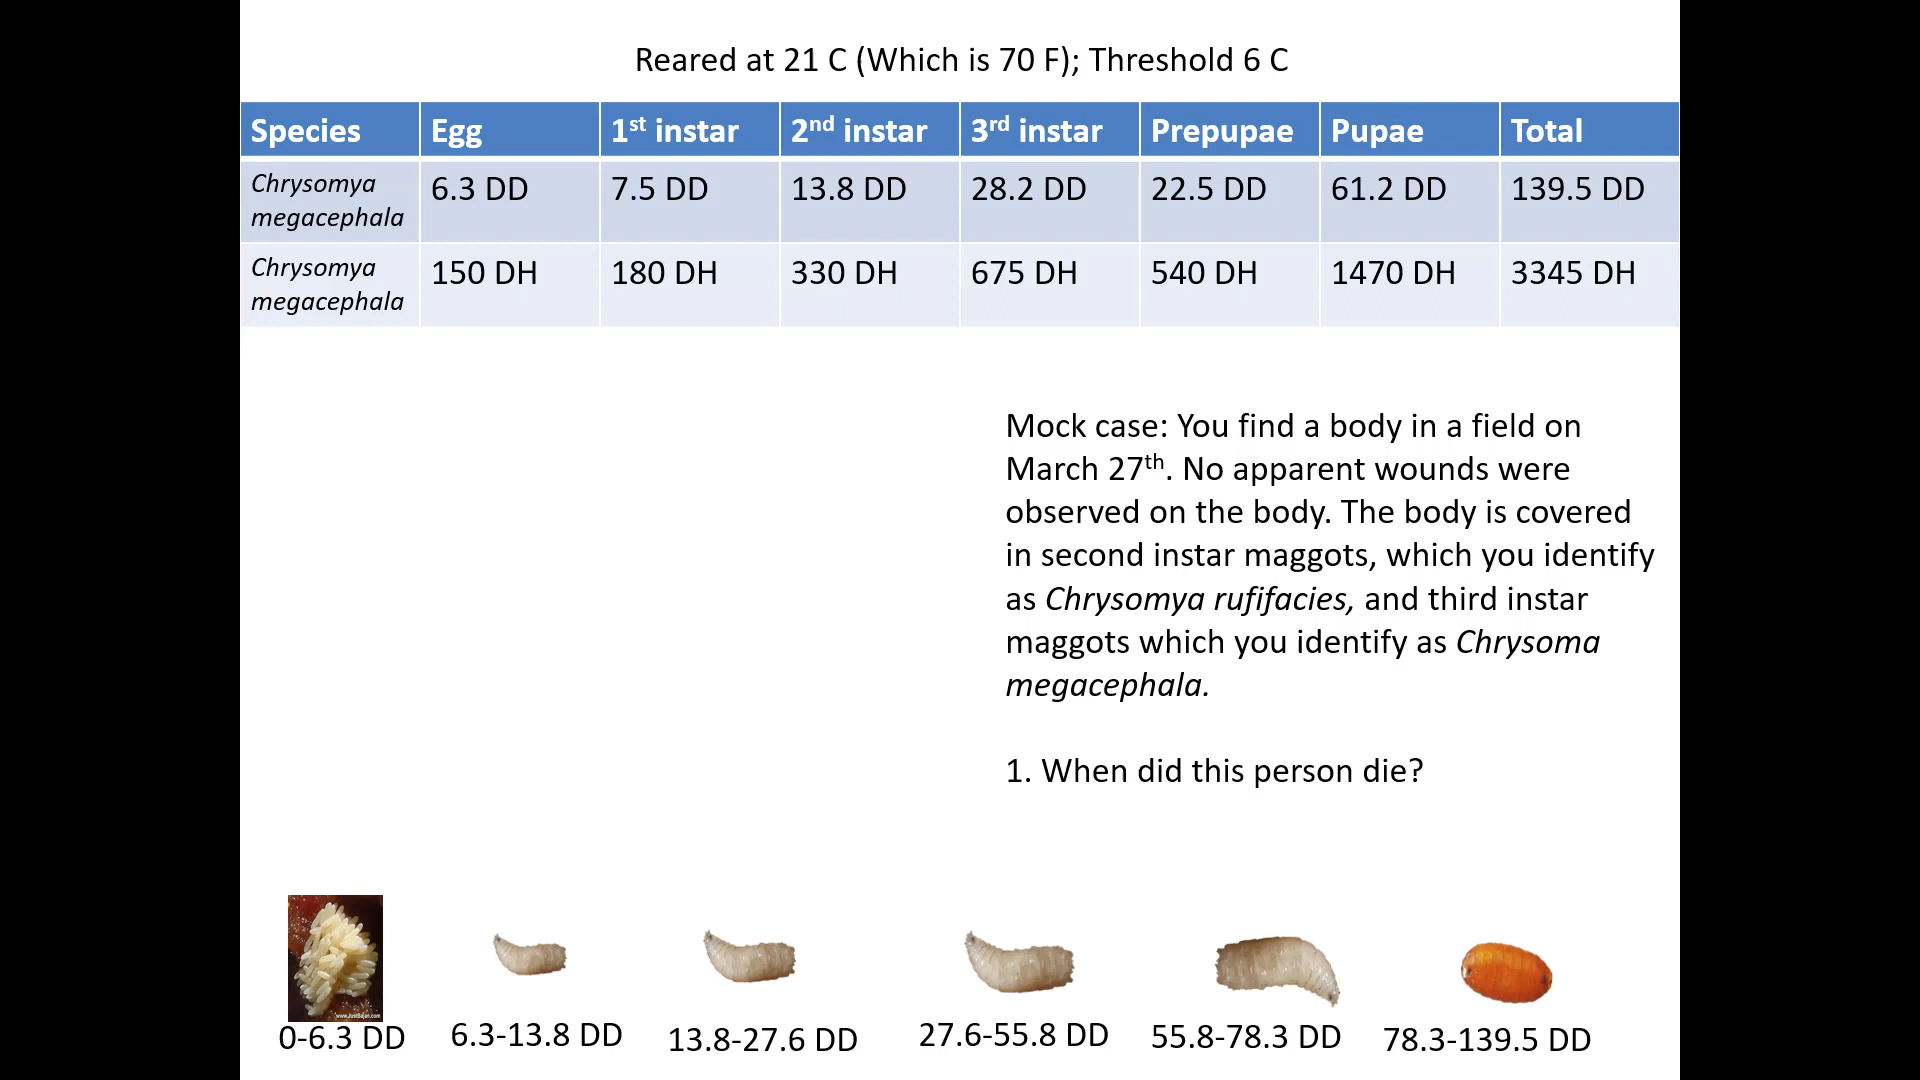 Reared at 21 C (Which is 70 F); Threshold 6 C
Species Egg 1st instar 2nd instar 3rd instar Prepupae Pupae Total
Chrysomya megacephala 6.3 DD 7.5 DD 13.8 DD 28.2 DD 22.5 DD 61.2 DD 139.5 DD
Chrysomya megacephala 150 DH 180 DH 330 DH 675 DH 540 DH 1470 DH 3345 DH
Mock case: You find a body in a field on
March 27th. No apparent wounds were
observed on the body. The body is covered
in second instar maggots, which you identify
as Chrysomya rufifacies, and third instar
maggots which you identify as Chrysoma
megacephala.
1. When did this person die?
www.JustBajan.com
0-6.3 DD 6.3-13.8 DD 13.8-27.6 DD 27.6-55.8 DD 55.8-78.3 DD 78.3-139.5 DD